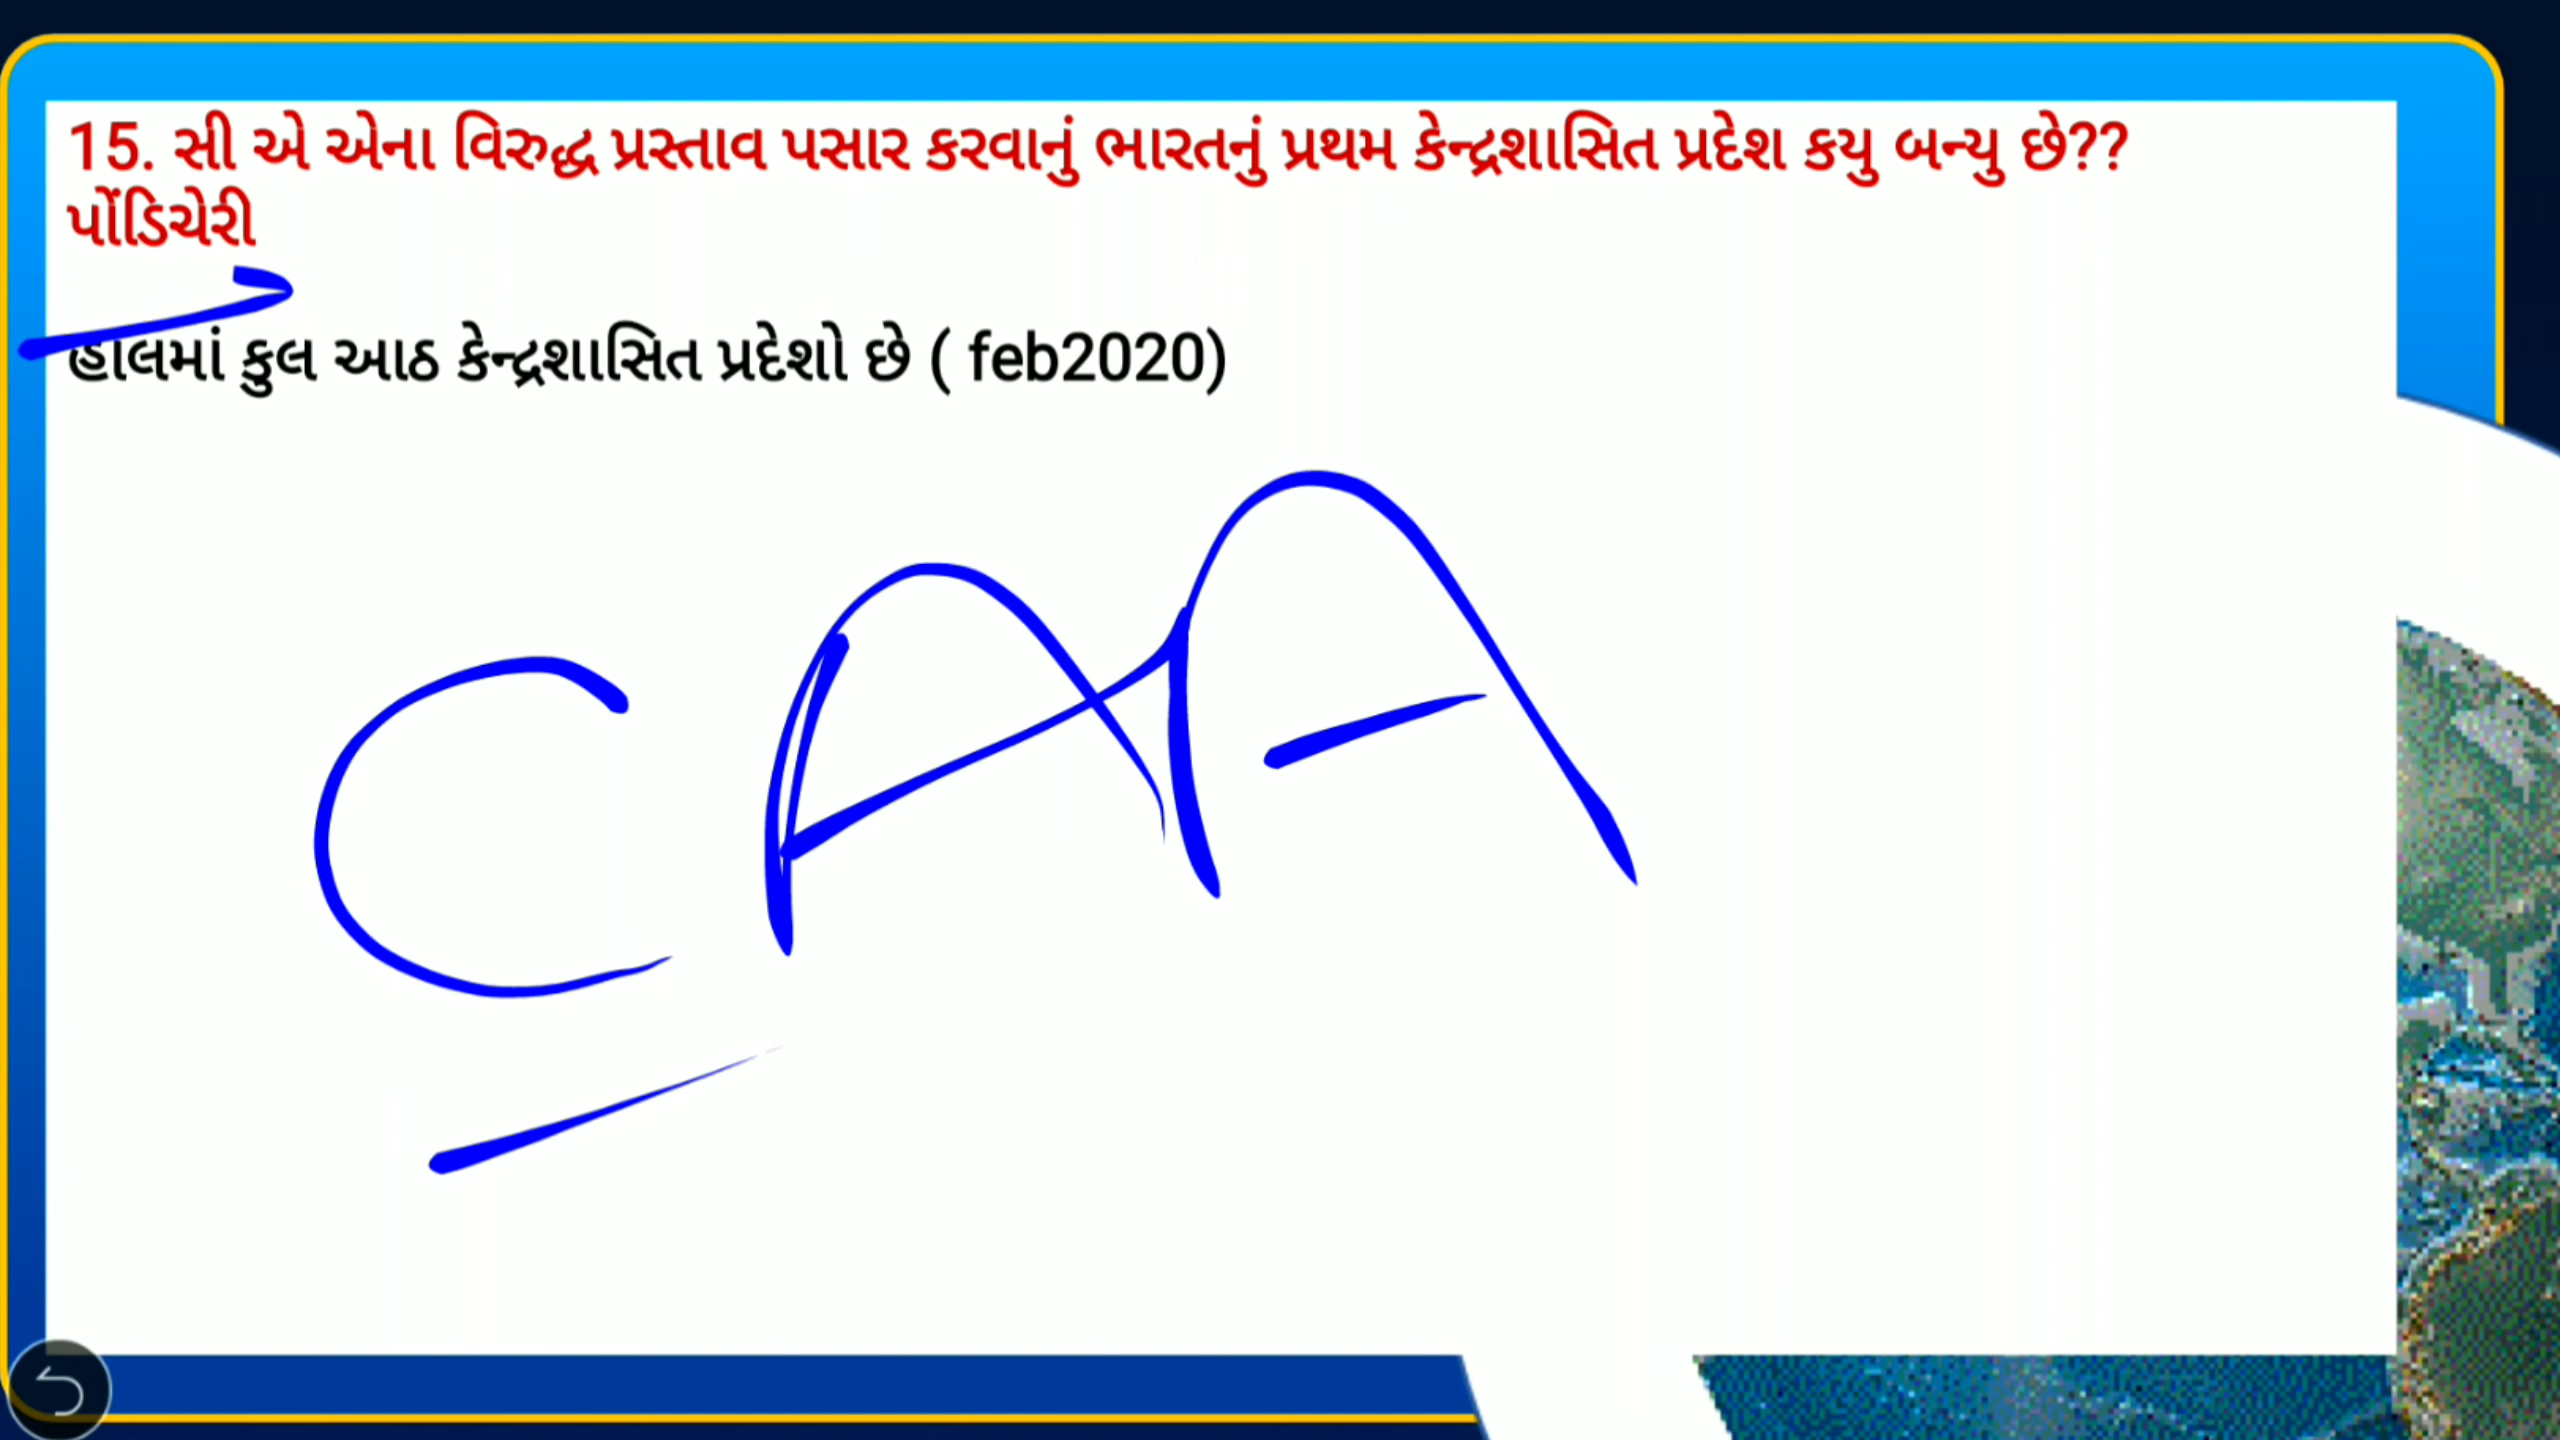 15. સી એ એના વિરુદ્ધ પ્રસ્તાવ પસાર કરવાનું ભારતનું પ્રથમ કેન્દ્રશાસિત પ્રદેશ કયુ બન્યુ છે??
પોંડિચેરી
હાલમાં કુલ આઠ કેન્દ્રશાસિત પ્રદેશો છે ( feb2020)
CAA